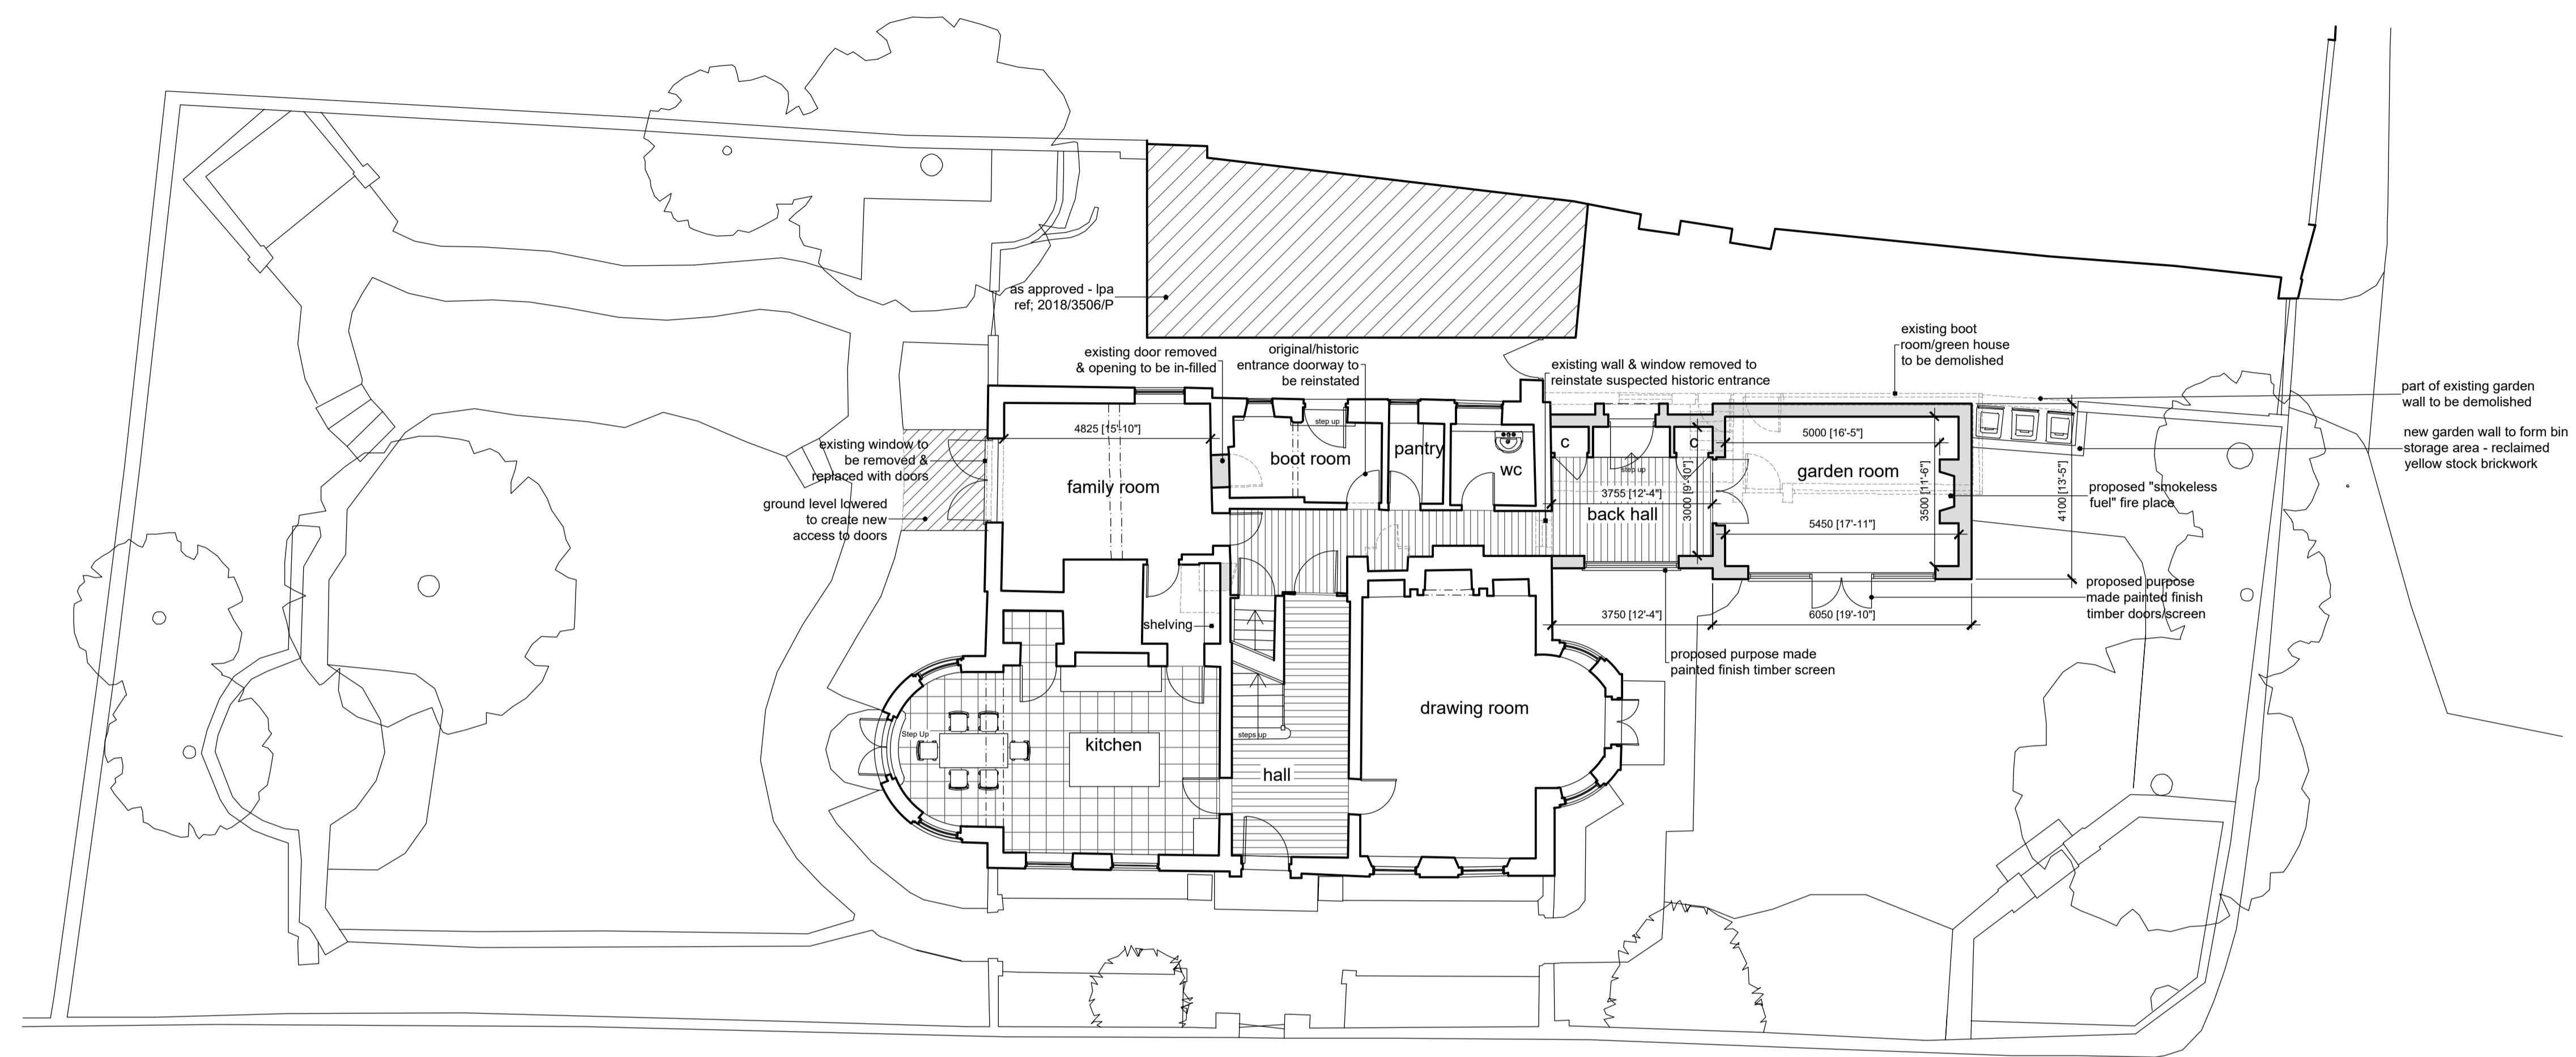 as approved - lpa
ref; 2018/3506/P
existing door removed
& opening to be in-filled
original/historic
entrance doorway to
be reinstated
existing wall & window removed to
reinstate suspected historic entrance
existing boot
room/green house
to be demolished
part of existing garden
wall to be demolished
new garden wall to form bin
storage area - reclaimed
yellow stock brickwork
existing window to
be removed &
replaced with doors
ground level lowered
to create new
access to doors
4825 [15'-10"]
family room
step up
boot room
pantry
wc
c
c
step up
3755 [12'-4"]
back hall
3000 [9'-10"]
5000 [16'-5"]
garden room
3500 [11'-6"]
5450 [17'-11"]
4100 [13'-5"]
proposed "smokeless
fuel" fire place
proposed purpose
made painted finish
timber doors/screen
3750 [12'-4"]
6050 [19'-10"]
proposed purpose made
painted finish timber screen
shelving
drawing room
Step Up
kitchen
steps up
hall